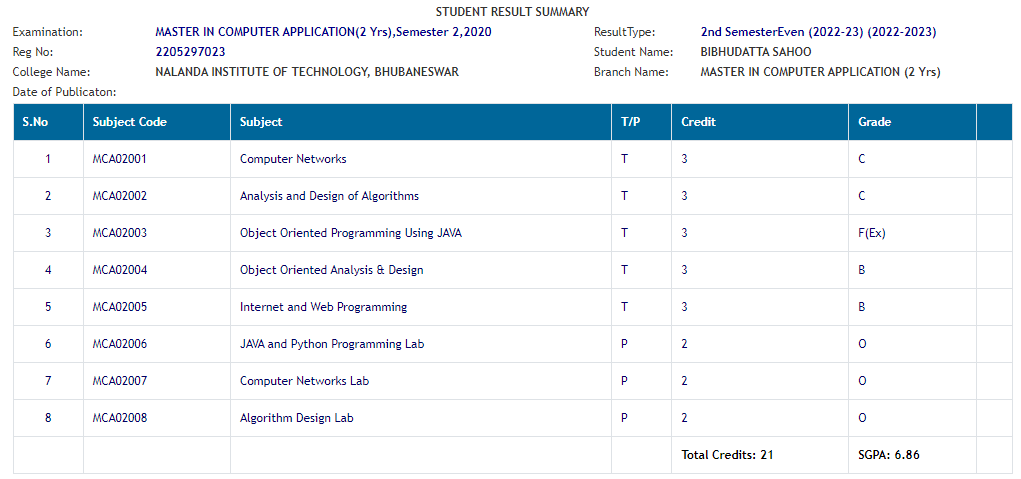 STUDENT RESULT SUMMARY
Examination: MASTER IN COMPUTER APPLICATION(2 Yrs),Semester 2,2020 ResultType: 2nd SemesterEven (2022-23) (2022-2023)
Reg No: 2205297023 Student Name: BIBHUDATTA SAHOO
College Name: NALANDA INSTITUTE OF TECHNOLOGY, BHUBANESWAR Branch Name: MASTER IN COMPUTER APPLICATION (2 Yrs)
Date of Publicaton:
S.No Subject Code Subject T/P Credit Grade
1 MCA02001 Computer Networks T 3 C
2 MCA02002 Analysis and Design of Algorithms T 3 C
3 MCA02003 Object Oriented Programming Using JAVA T 3 F(Ex)
4 MCA02004 Object Oriented Analysis & Design T 3 B
5 MCA02005 Internet and Web Programming T 3 B
6 MCA02006 JAVA and Python Programming Lab P 2 O
7 MCA02007 Computer Networks Lab P 2 O
8 MCA02008 Algorithm Design Lab P 2 O
Total Credits: 21 SGPA: 6.86